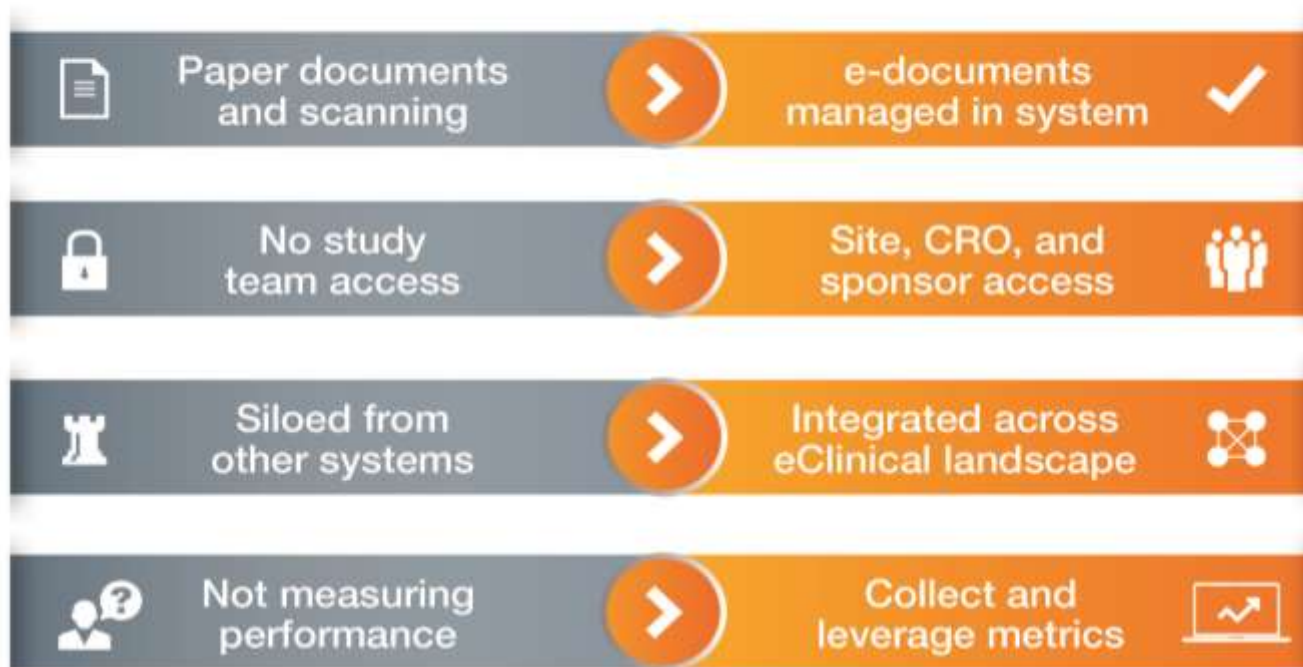 Paper documents
and scanning
e-documents
managed in system
No study
team access
Site, CRO, and
sponsor access
Siloed from
other systems
Integrated across
eClinical landscape
?
Not measuring
performance
Collect and
leverage metrics